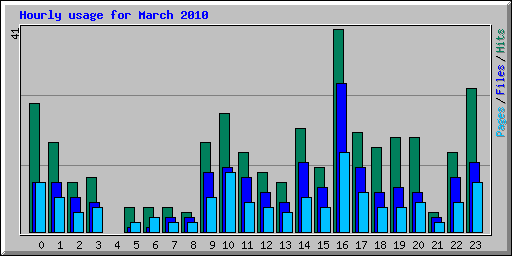 Hourly usage for March 2010
41
Pages / Files / Hits
0 1 2 3 4 5 6 7 8 9 10 11 12 13 14 15 16 17 18 19 20 21 22 23